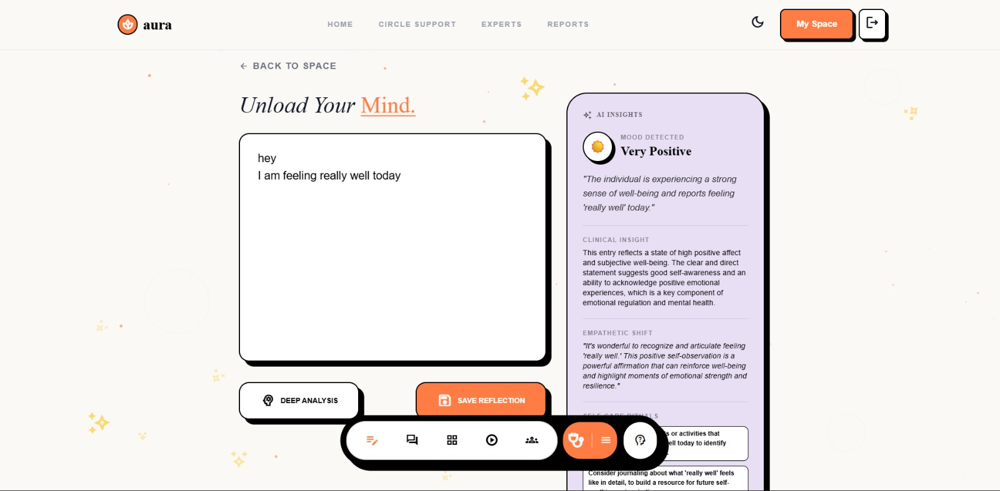 aura
HOME
CIRCLE SUPPORT
EXPERTS
REPORTS
My Space
BACK TO SPACE
Unload Your Mind.
hey
I am feeling really well today
DEEP ANALYSIS
SAVE REFLECTION
AI INSIGHTS
MOOD DETECTED
Very Positive
"The individual is experiencing a strong
sense of well-being and reports feeling
'really well' today."
CLINICAL INSIGHT
This entry reflects a state of high positive affect
and subjective well-being. The clear and direct
statement suggests good self-awareness and an
ability to acknowledge positive emotional
experiences, which is a key component of
emotional regulation and mental health.
EMPATHETIC SHIFT
"It's wonderful to recognize and articulate feeling
'really well.' This positive self-observation is a
powerful affirmation that can reinforce well-being
and highlight moments of emotional strength and
resilience."
SELF-CARE RITUALS
or activities that
today to identify
Consider journaling about what 'really well' feels
like in detail, to build a resource for future self-